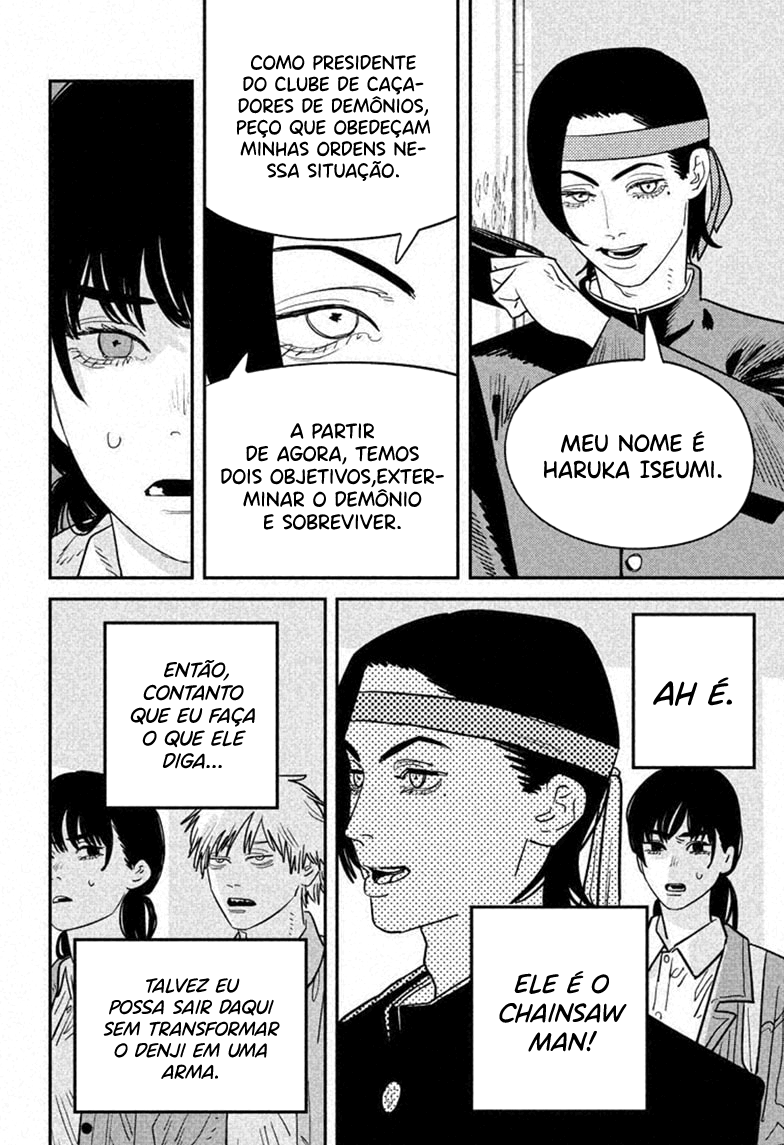 MEU NOME É
HARUKA ISEUMI.
COMO PRESIDENTE
DO CLUBE DE CAÇA-
DORES DE DEMÔNIOS,
PEÇO QUE OBEDEÇAM
MINHAS ORDENS NE-
SSA SITUAÇÃO.
A PARTIR
DE AGORA, TEMOS
DOIS OBJETIVOS,EXTER-
MINAR O DEMÔNIO
E SOBREVIVER.
AH É.
ELE É O
CHAINSAW
MAN!
ENTÃO,
CONTANTO
QUE EU FAÇA
O QUE ELE
DIGA...
TALVEZ EU
POSSA SAIR DAQUI
SEM TRANSFORMAR
O DENJI EM UMA
ARMA.